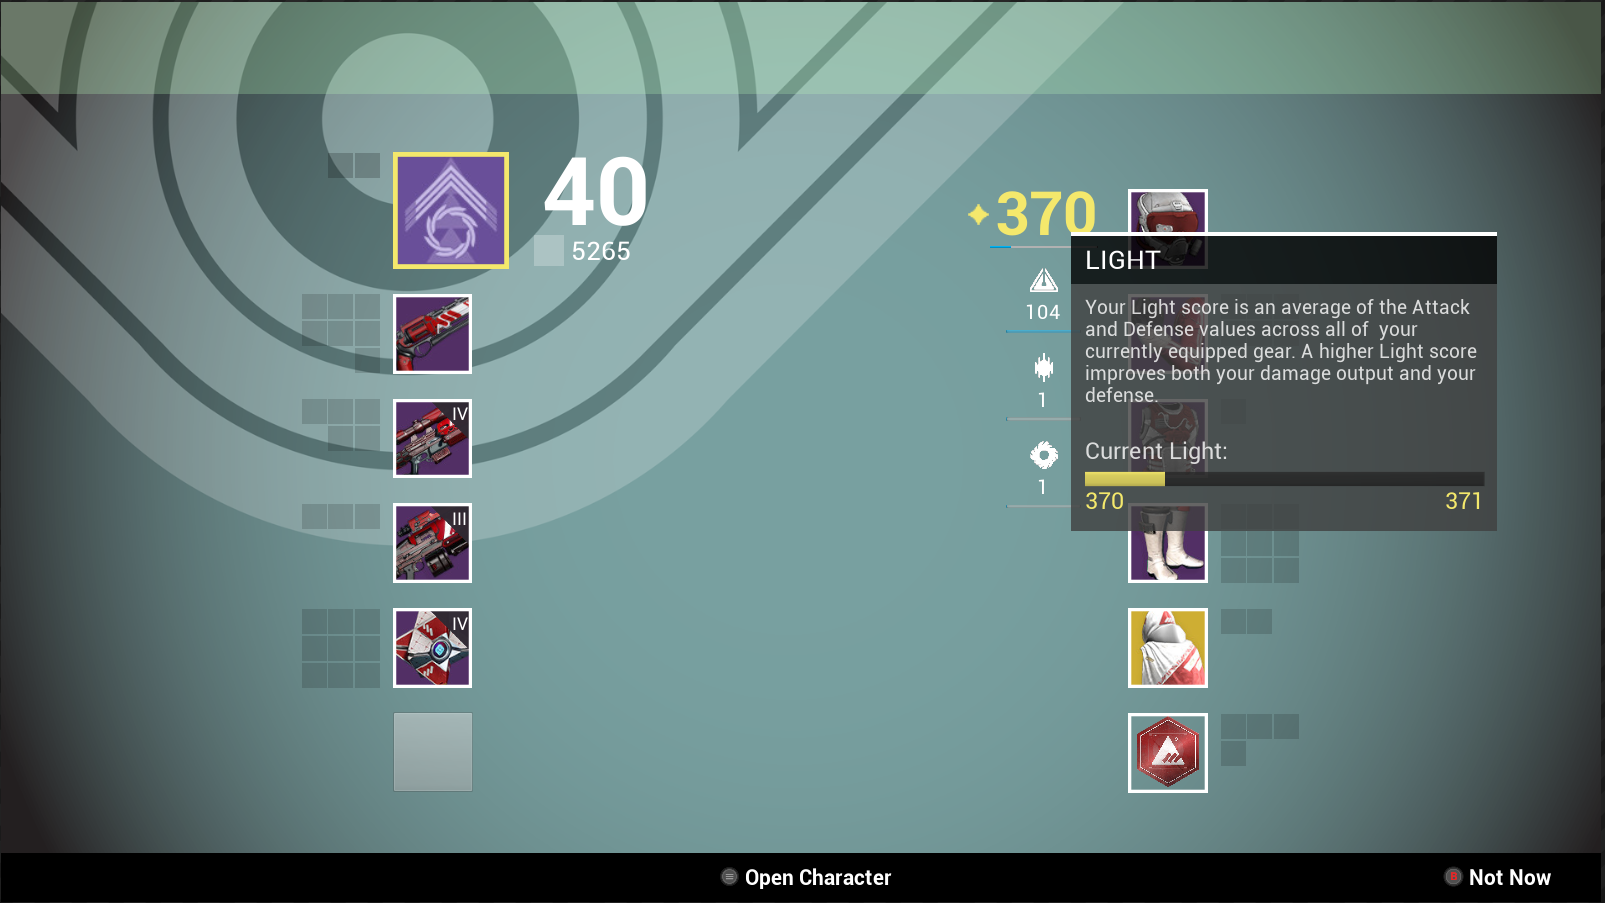 40
5265
IV
III
IV
370
104
1
1
LIGHT
Your Light score is an average of the Attack
and Defense values across all of your
currently equipped gear. A higher Light score
improves both your damage output and your
defense.
Current Light:
370 371
Open Character
B Not Now